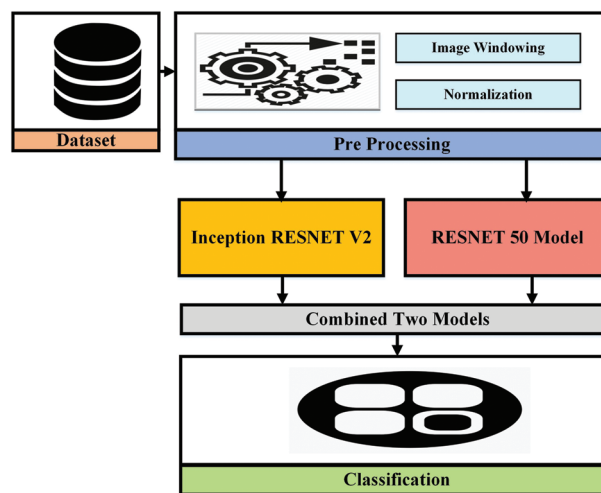 Image Windowing
Normalization
Dataset
Pre Processing
Inception RESNET V2
RESNET 50 Model
Combined Two Models
Classification